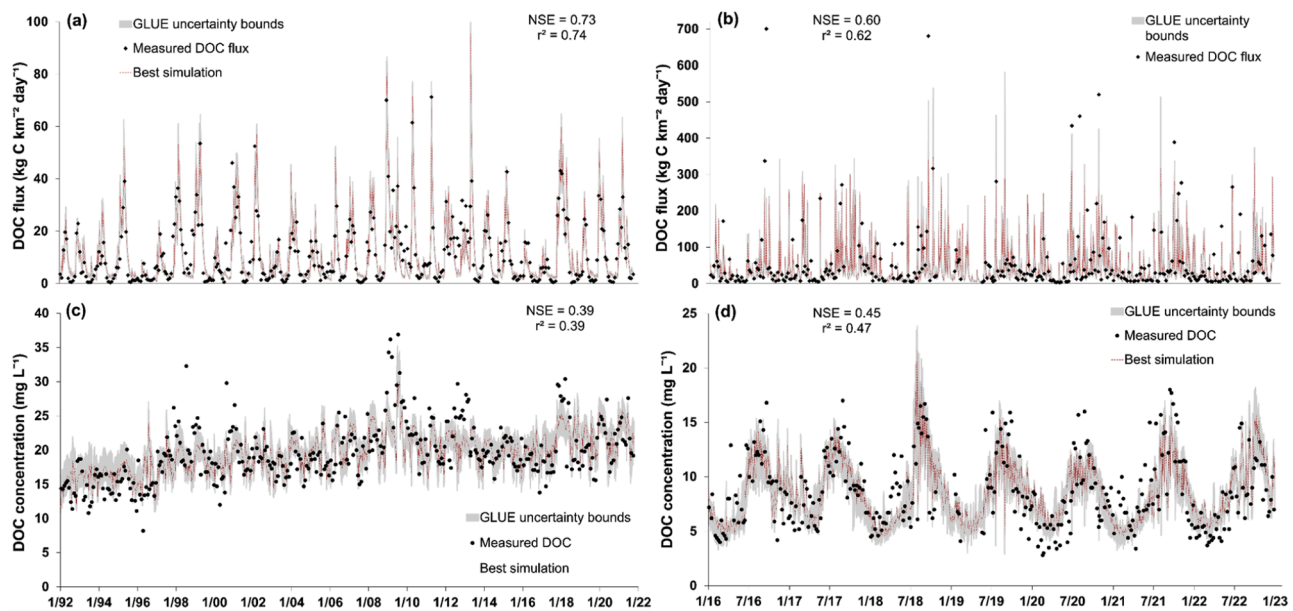 (a)
NSE = 0.73
r² = 0.74
GLUE uncertainty bounds
Measured DOC flux
Best simulation
DOC flux (kg C km⁻² day⁻¹)
100
80
60
40
20
0
(b)
NSE = 0.60
r² = 0.62
GLUE uncertainty
bounds
Measured DOC flux
DOC flux (kg C km⁻² day⁻¹)
700
600
500
400
300
200
100
0
(c)
NSE = 0.39
r² = 0.39
DOC concentration (mg L⁻¹)
40
35
30
25
20
15
10
5
0
GLUE uncertainty bounds
Measured DOC
Best simulation
1/92 1/94 1/96 1/98 1/00 1/02 1/04 1/06 1/08 1/10 1/12 1/14 1/16 1/18 1/20 1/22
(d)
NSE = 0.45
r² = 0.47
GLUE uncertainty bounds
Measured DOC
Best simulation
DOC concentration (mg L⁻¹)
25
20
15
10
5
0
1/16 7/16 1/17 7/17 1/18 7/18 1/19 7/19 1/20 7/20 1/21 7/21 1/22 7/22 1/23